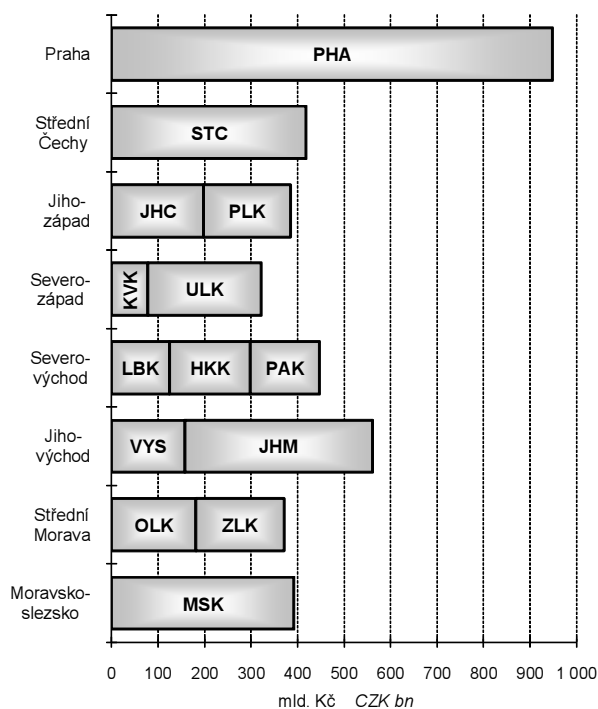 Praha
PHA
Střední
Čechy
STC
Jiho-
západ
JHC PLK
Severo-
západ
KVK ULK
Severo-
východ
LBK HKK PAK
Jiho-
východ
VYS JHM
Střední
Morava
OLK ZLK
Moravsko-
slezsko
MSK
0 100 200 300 400 500 600 700 800 900 1 000
mld. Kč CZK bn